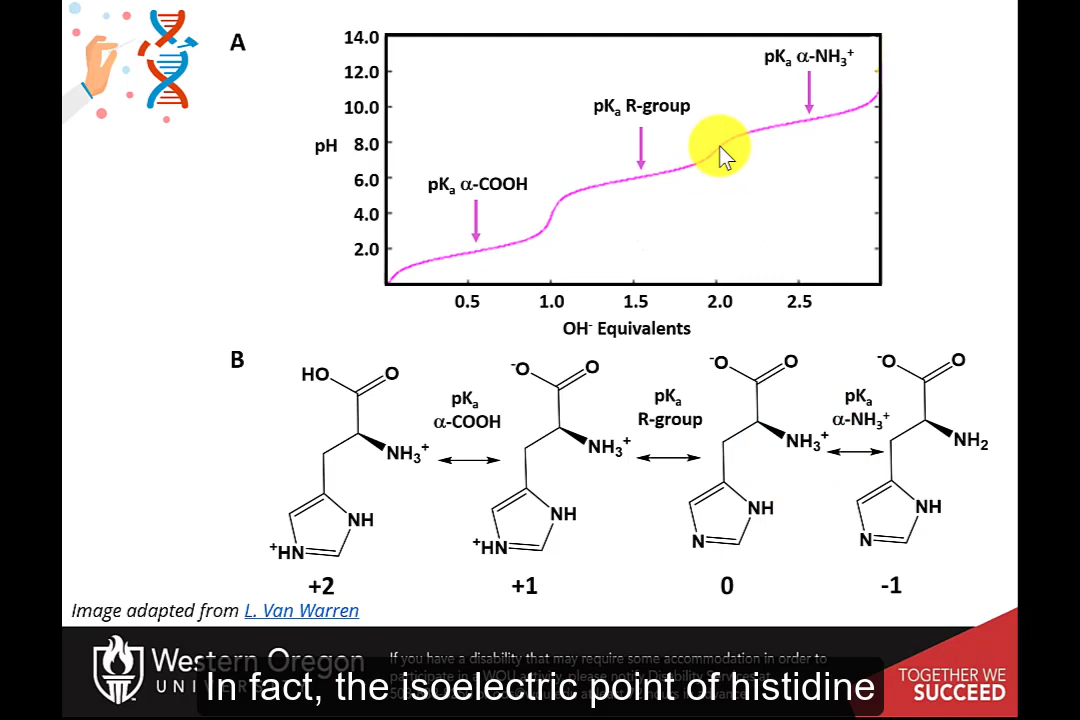 A
14.0
12.0
10.0
pH 8.0
6.0
4.0
2.0
pKa α-COOH
pKa R-group
pKa α-NH3+
0.5 1.0 1.5 2.0 2.5
OH- Equivalents
B
HO O
NH3+
NH
+HN
+2
pKa
α-COOH
-O O
NH3+
NH
+HN
+1
pKa
R-group
-O O
NH3+
NH
N
0
pKa
α-NH3+
-O O
NH2
NH
N
-1
Image adapted from L. Van Warren
Western Oregon
UNI
If you have a disability that may require some accommodation in order to
TOGETHER WE
SUCCEED
In fact, the isoelectric point of histidine